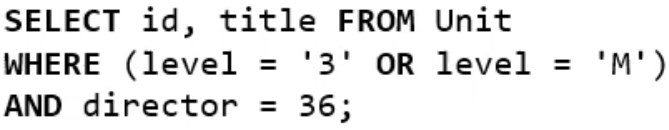 SELECT id, title FROM Unit
WHERE (level = '3' OR level = 'M')
AND director = 36;